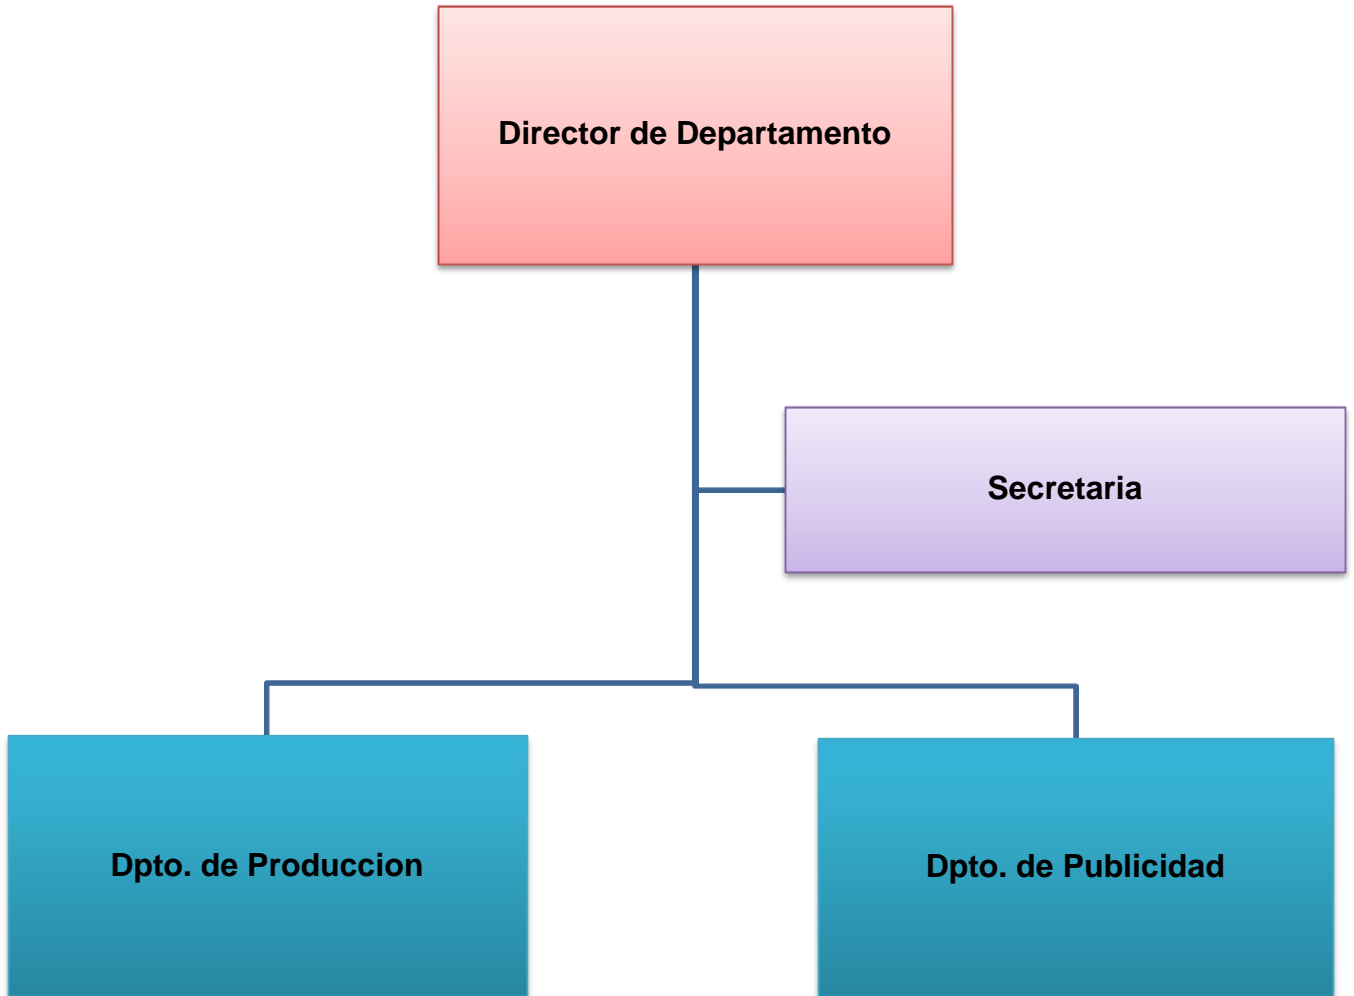 Director de Departamento
Secretaria
Dpto. de Produccion
Dpto. de Publicidad